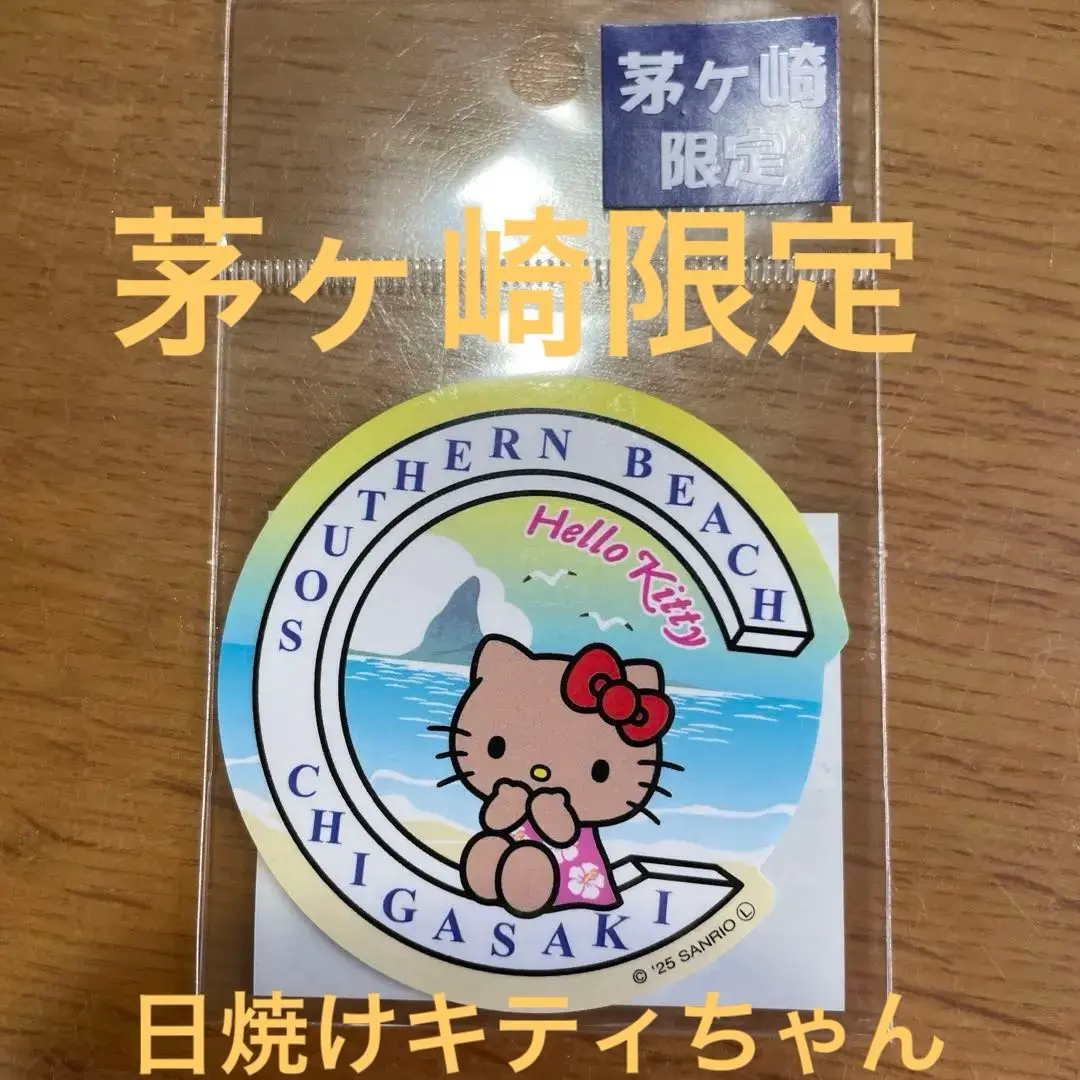 茅ヶ崎
限定
茅ヶ崎限定
SOUTHERN BEACH
Hello Kitty
CHIGASAKI
© '25 SANRIO Ⓛ
日焼けキティちゃん